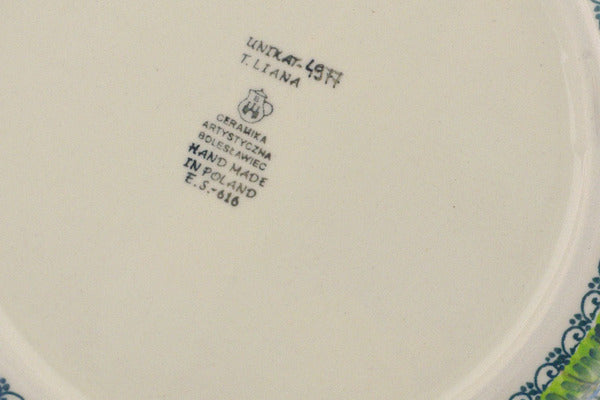 UNIKAT-4977
T. LIANA
CERAMIKA
ARTYSTYCZNA
BOLESŁAWIEC
HAND MADE
IN POLAND
E.S.-616